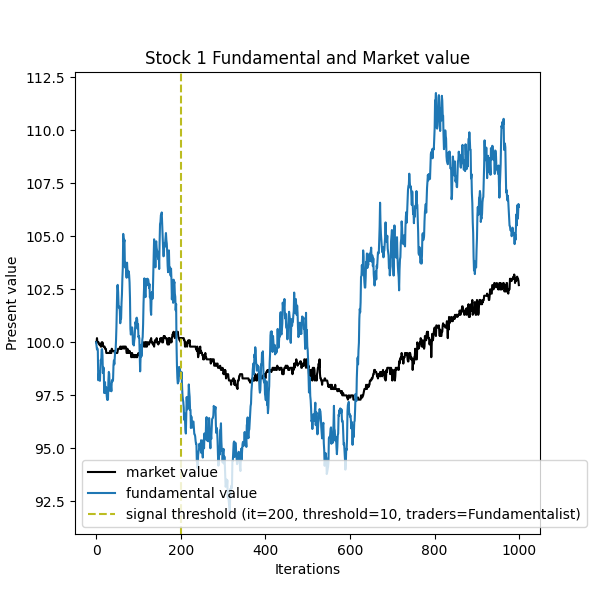 Stock 1 Fundamental and Market value
112.5
110.0
107.5
105.0
102.5
100.0
97.5
95.0
92.5
Present value
market value
fundamental value
signal threshold (it=200, threshold=10, traders=Fundamentalist)
0 200 400 600 800 1000
Iterations